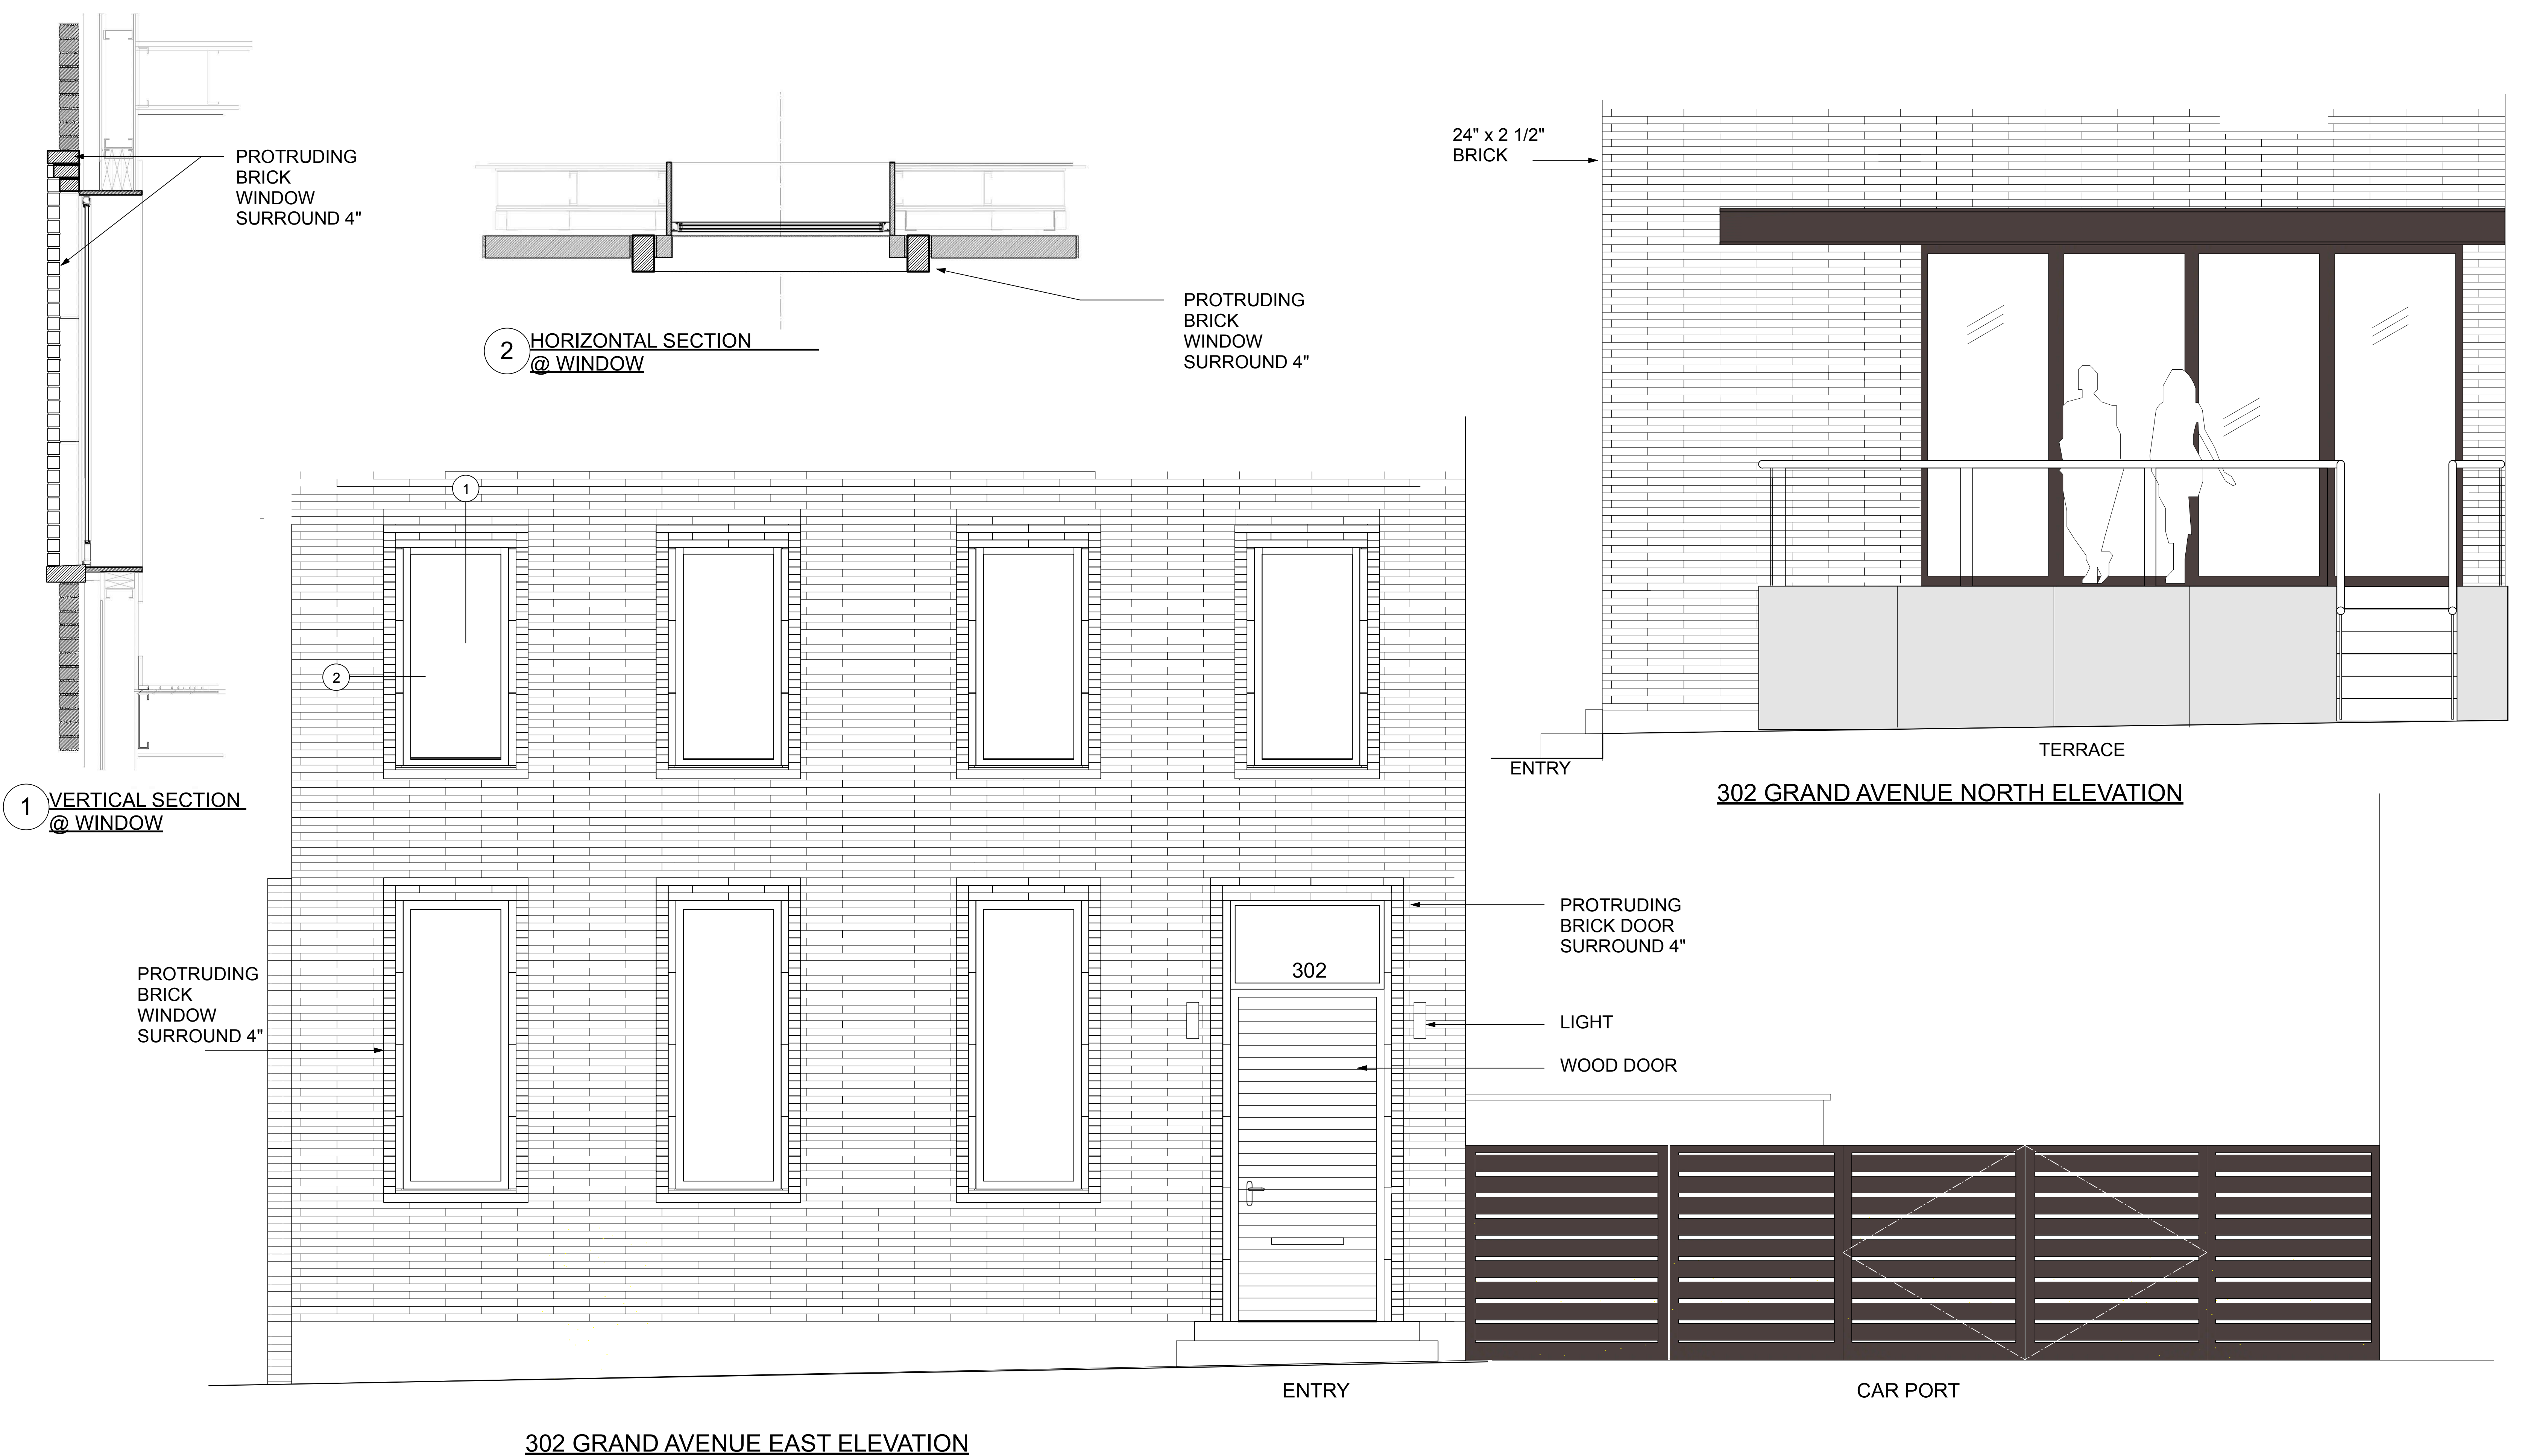 PROTRUDING
BRICK
WINDOW
SURROUND 4"
1
VERTICAL SECTION
@ WINDOW
2
HORIZONTAL SECTION
@ WINDOW
PROTRUDING
BRICK
WINDOW
SURROUND 4"
24" x 2 1/2"
BRICK
ENTRY
TERRACE
302 GRAND AVENUE NORTH ELEVATION
1
2
PROTRUDING
BRICK
WINDOW
SURROUND 4"
302
PROTRUDING
BRICK DOOR
SURROUND 4"
LIGHT
WOOD DOOR
ENTRY
CAR PORT
302 GRAND AVENUE EAST ELEVATION